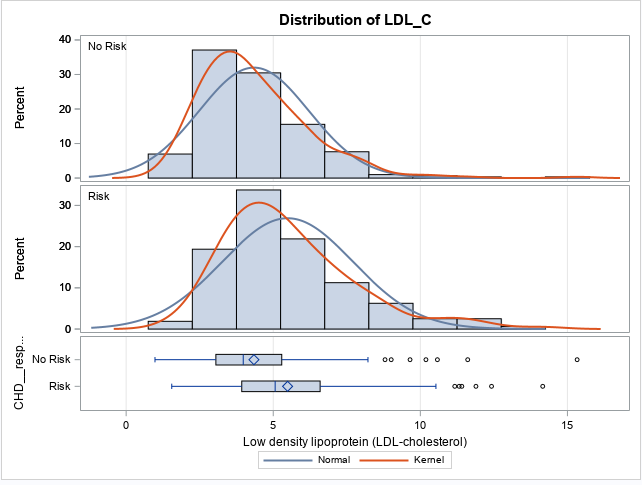 Distribution of LDL_C
40
No Risk
30
Percent
20
10
0
Risk
30
Percent
20
10
0
CHD__resp...
No Risk
Risk
0 5 10 15
Low density lipoprotein (LDL-cholesterol)
Normal Kernel